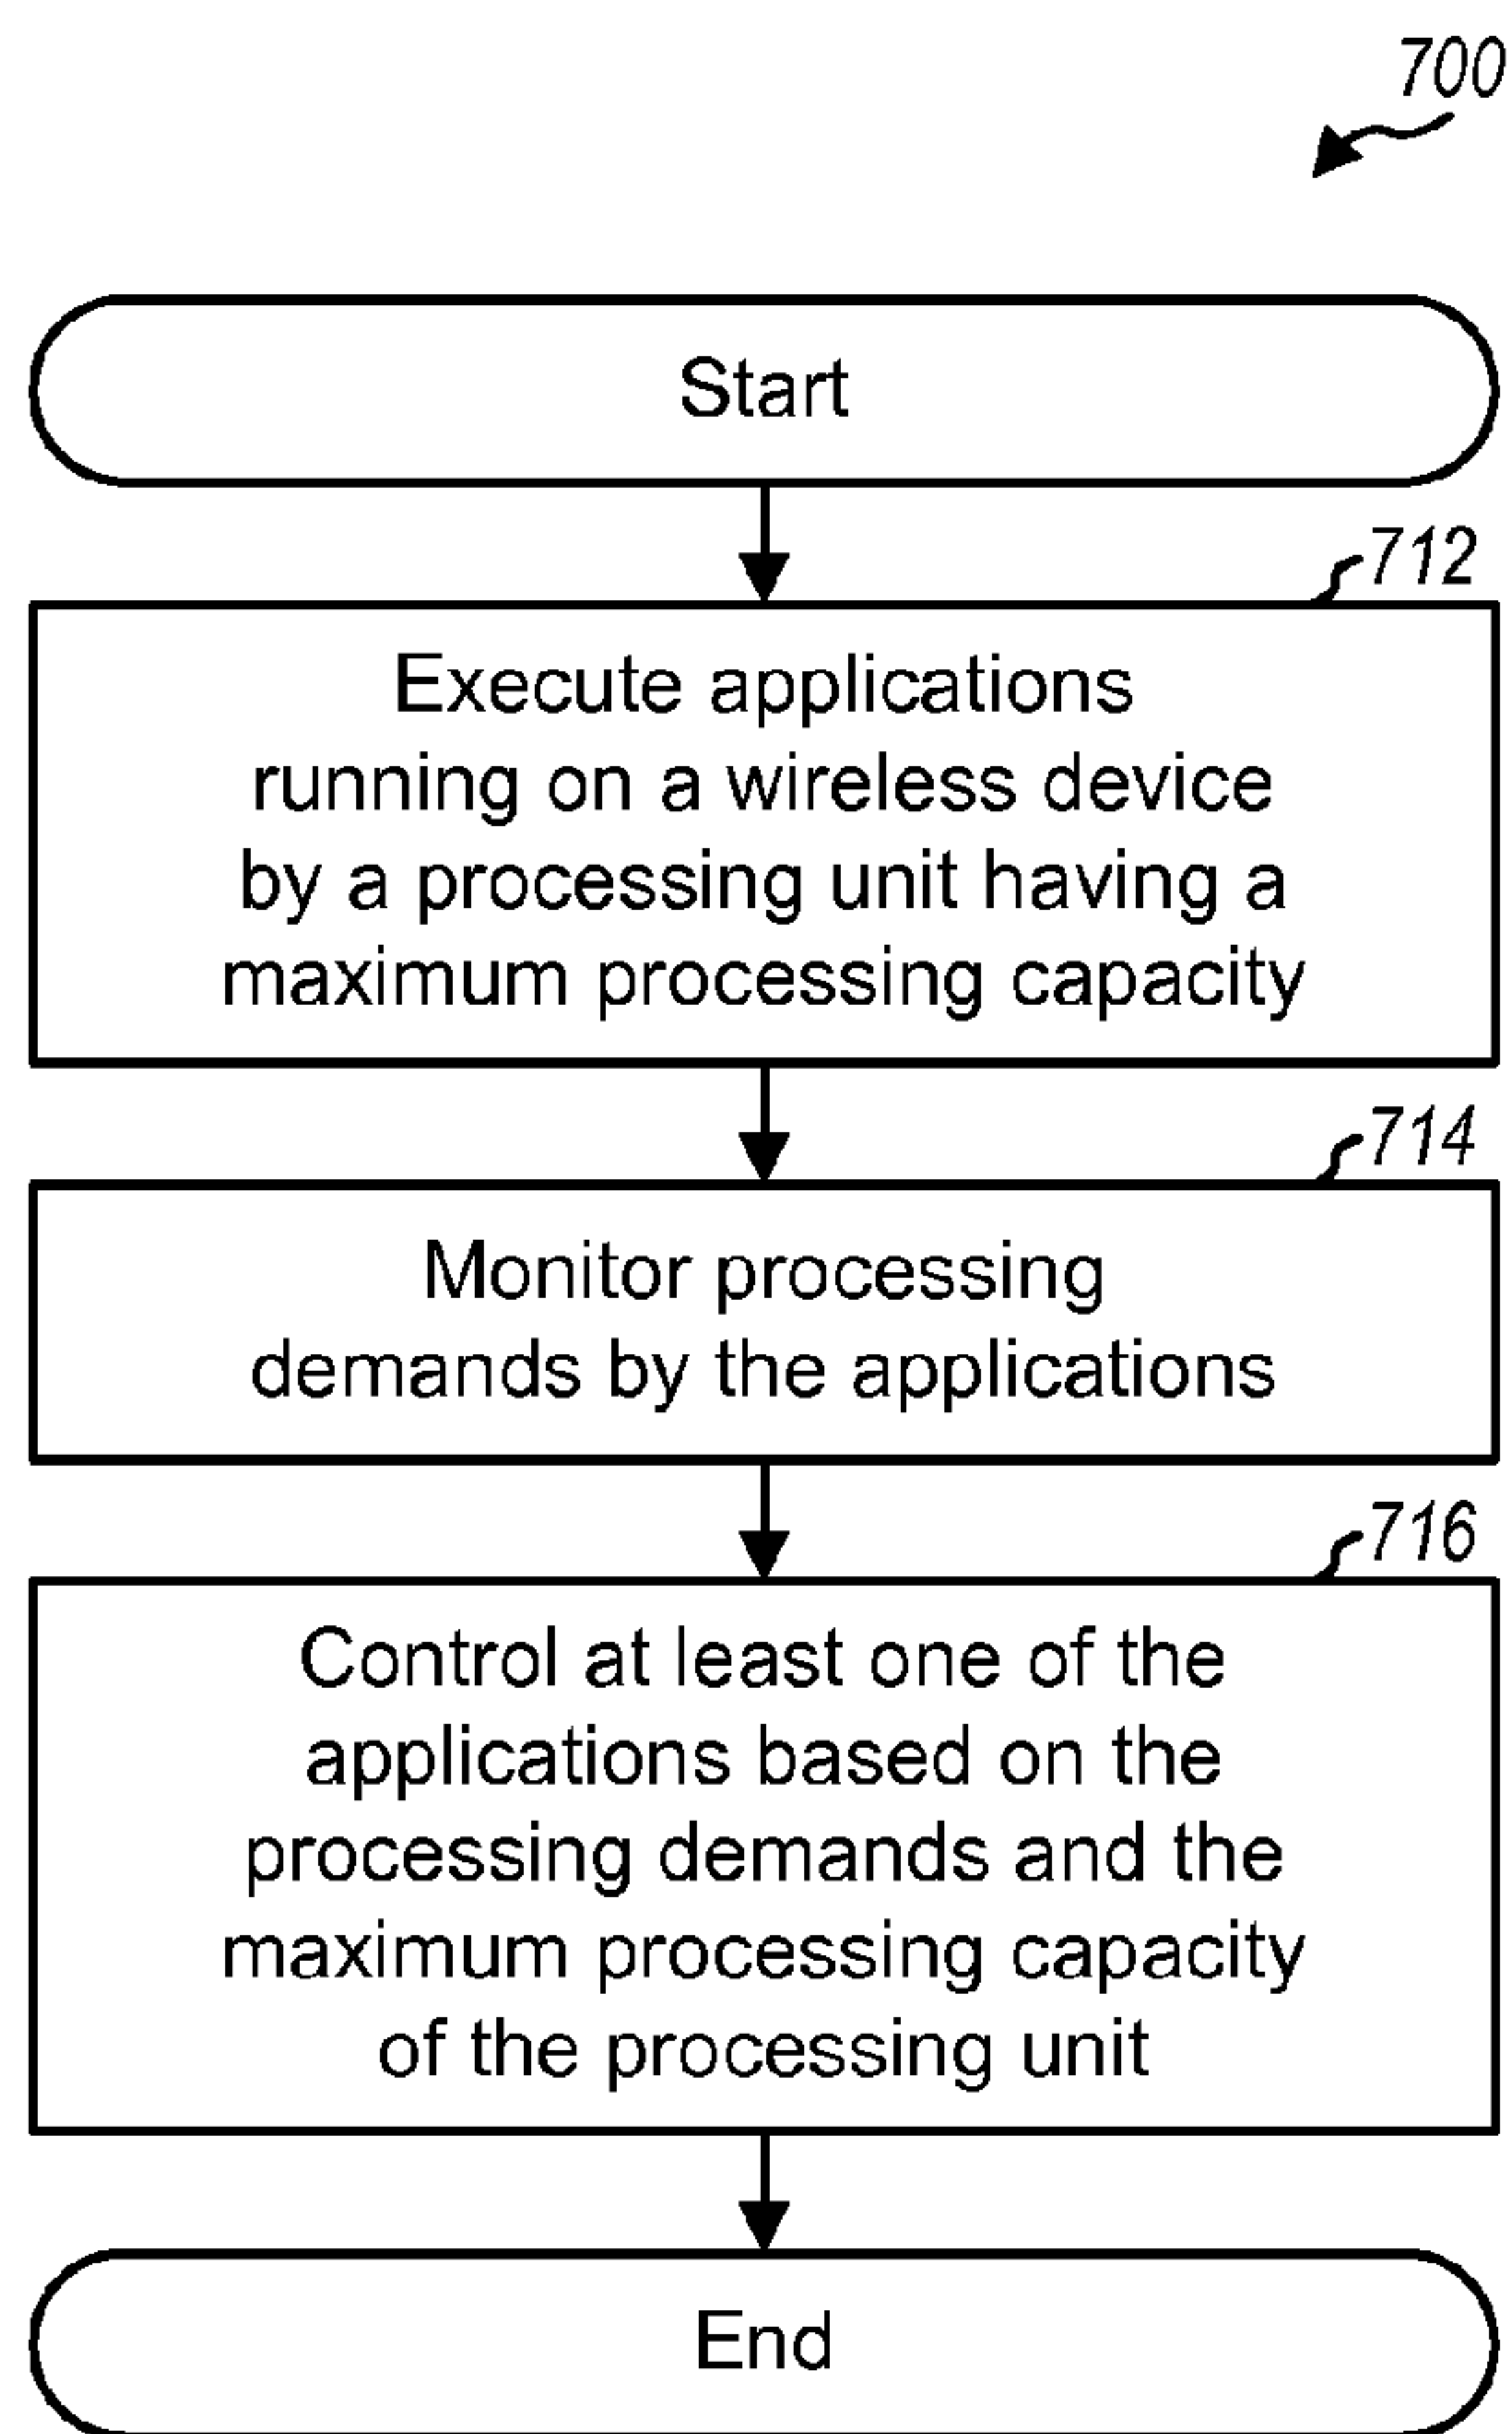 700
Start
712
Execute applications
running on a wireless device
by a processing unit having a
maximum processing capacity
714
Monitor processing
demands by the applications
716
Control at least one of the
applications based on the
processing demands and the
maximum processing capacity
of the processing unit
End